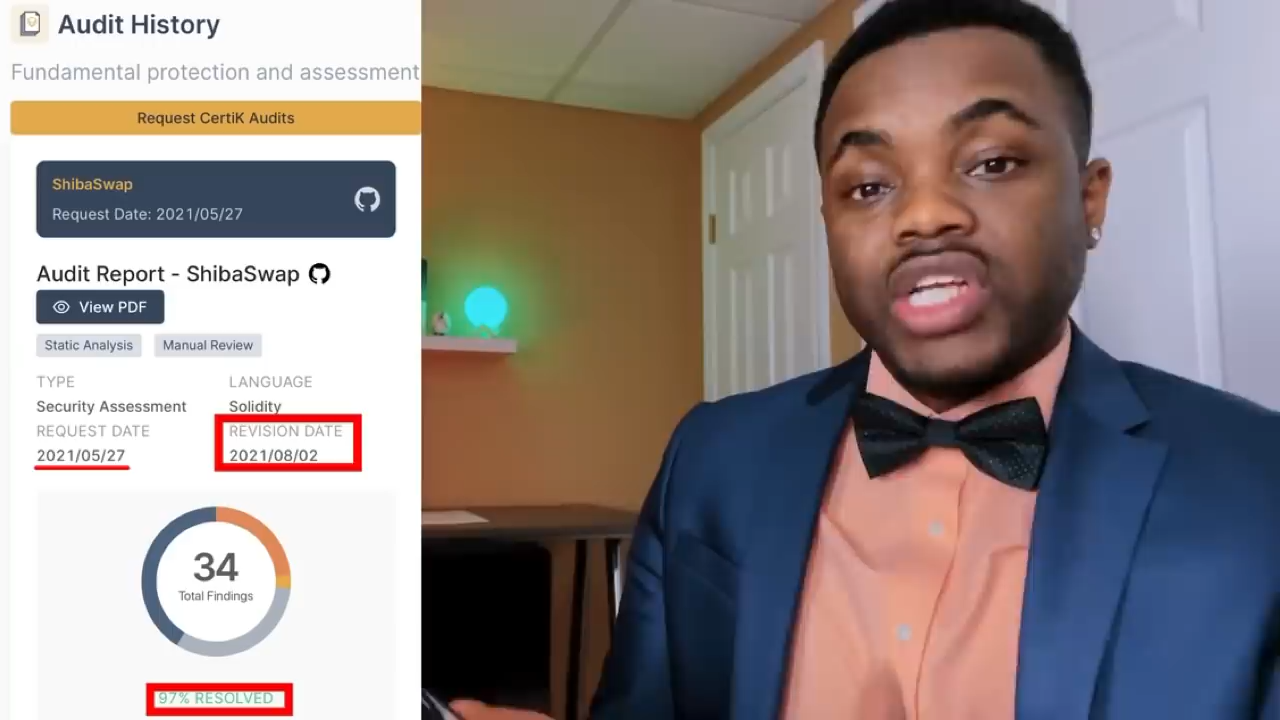 Audit History
Fundamental protection and assessment
Request CertiK Audits
ShibaSwap
Request Date: 2021/05/27
Audit Report - ShibaSwap
View PDF
Static Analysis Manual Review
TYPE LANGUAGE
Security Assessment Solidity
REQUEST DATE REVISION DATE
2021/05/27 2021/08/02
34
Total Findings
97% RESOLVED